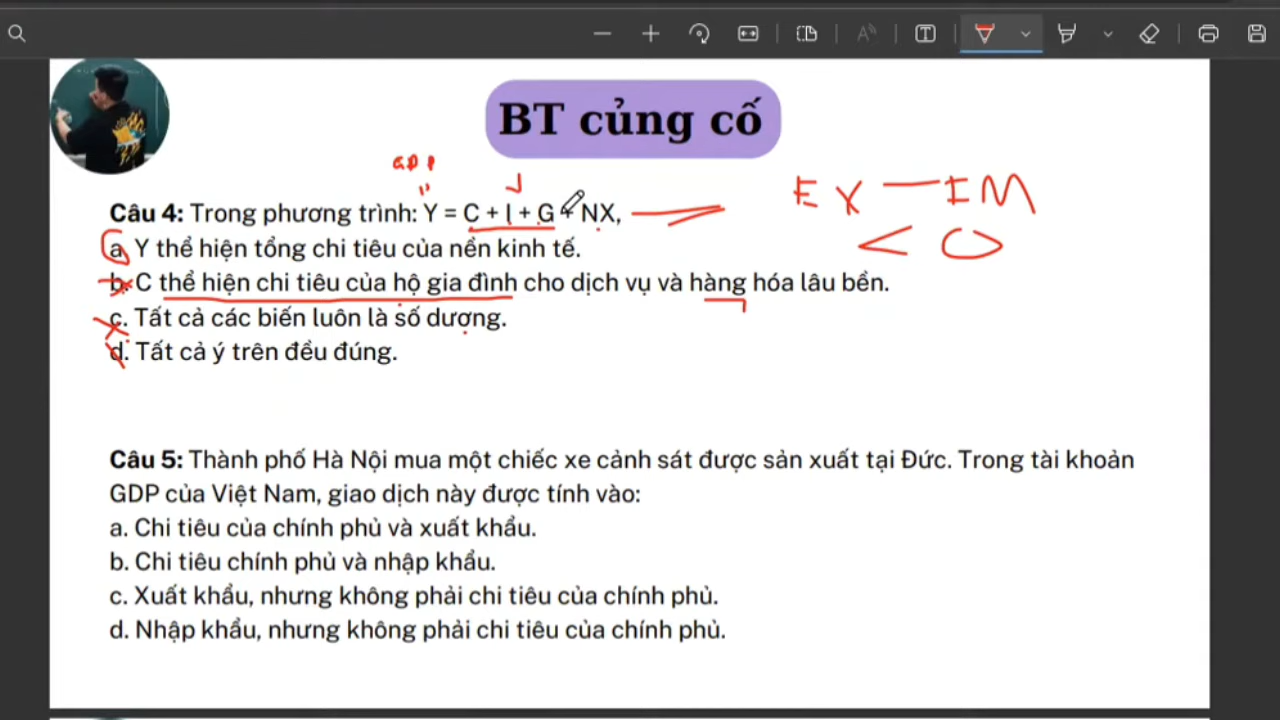 BT củng cố
GDP
EX - IM
< 0
Câu 4: Trong phương trình: Y = C + I + G + NX,
a. Y thể hiện tổng chi tiêu của nền kinh tế.
b. C thể hiện chi tiêu của hộ gia đình cho dịch vụ và hàng hóa lâu bền.
c. Tất cả các biến luôn là số dương.
d. Tất cả ý trên đều đúng.
Câu 5: Thành phố Hà Nội mua một chiếc xe cảnh sát được sản xuất tại Đức. Trong tài khoản
GDP của Việt Nam, giao dịch này được tính vào:
a. Chi tiêu của chính phủ và xuất khẩu.
b. Chi tiêu chính phủ và nhập khẩu.
c. Xuất khẩu, nhưng không phải chi tiêu của chính phủ.
d. Nhập khẩu, nhưng không phải chi tiêu của chính phủ.